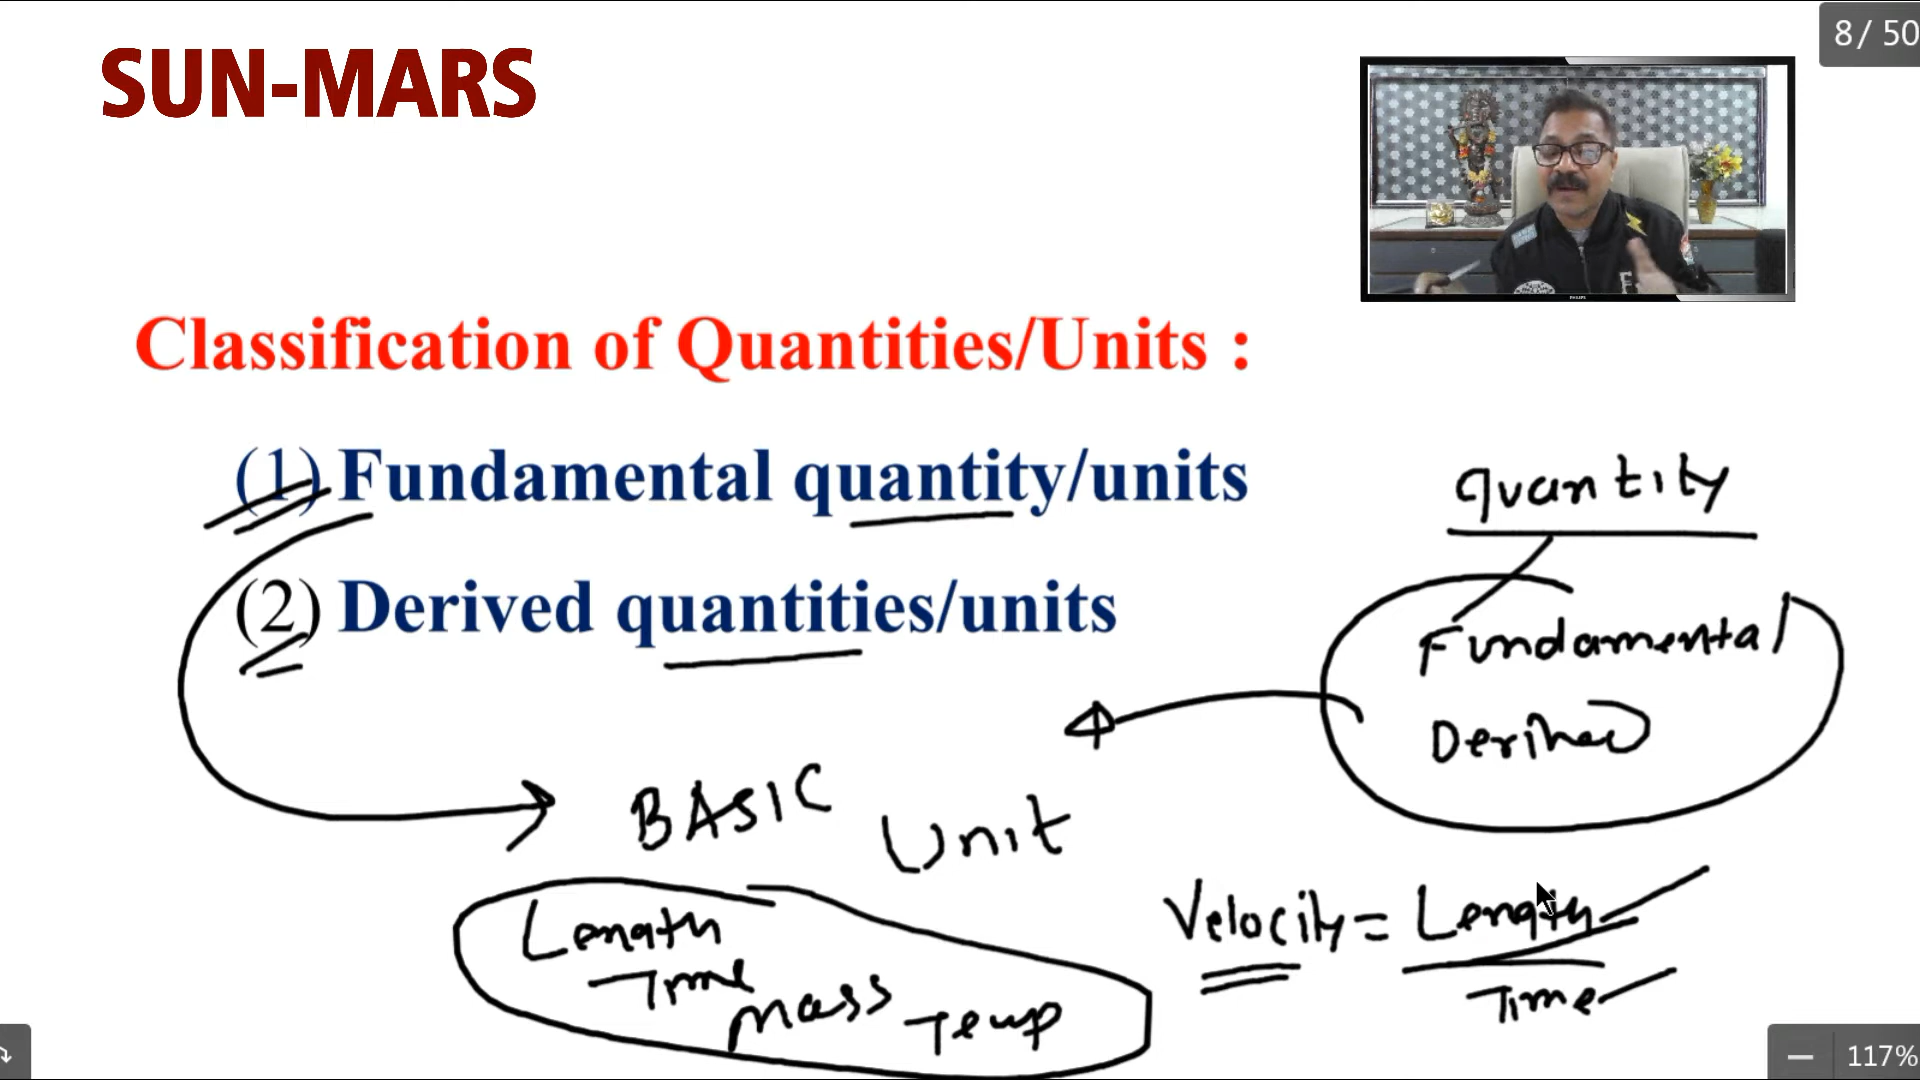 8/ 50
SUN-MARS
Classification of Quantities/Units :
(1) Fundamental quantity/units
quantity
(2) Derived quantities/units
Fundamental
Derived
BASIC Unit
Length
Time
Mass Temp
Velocity = Length
Time
117%